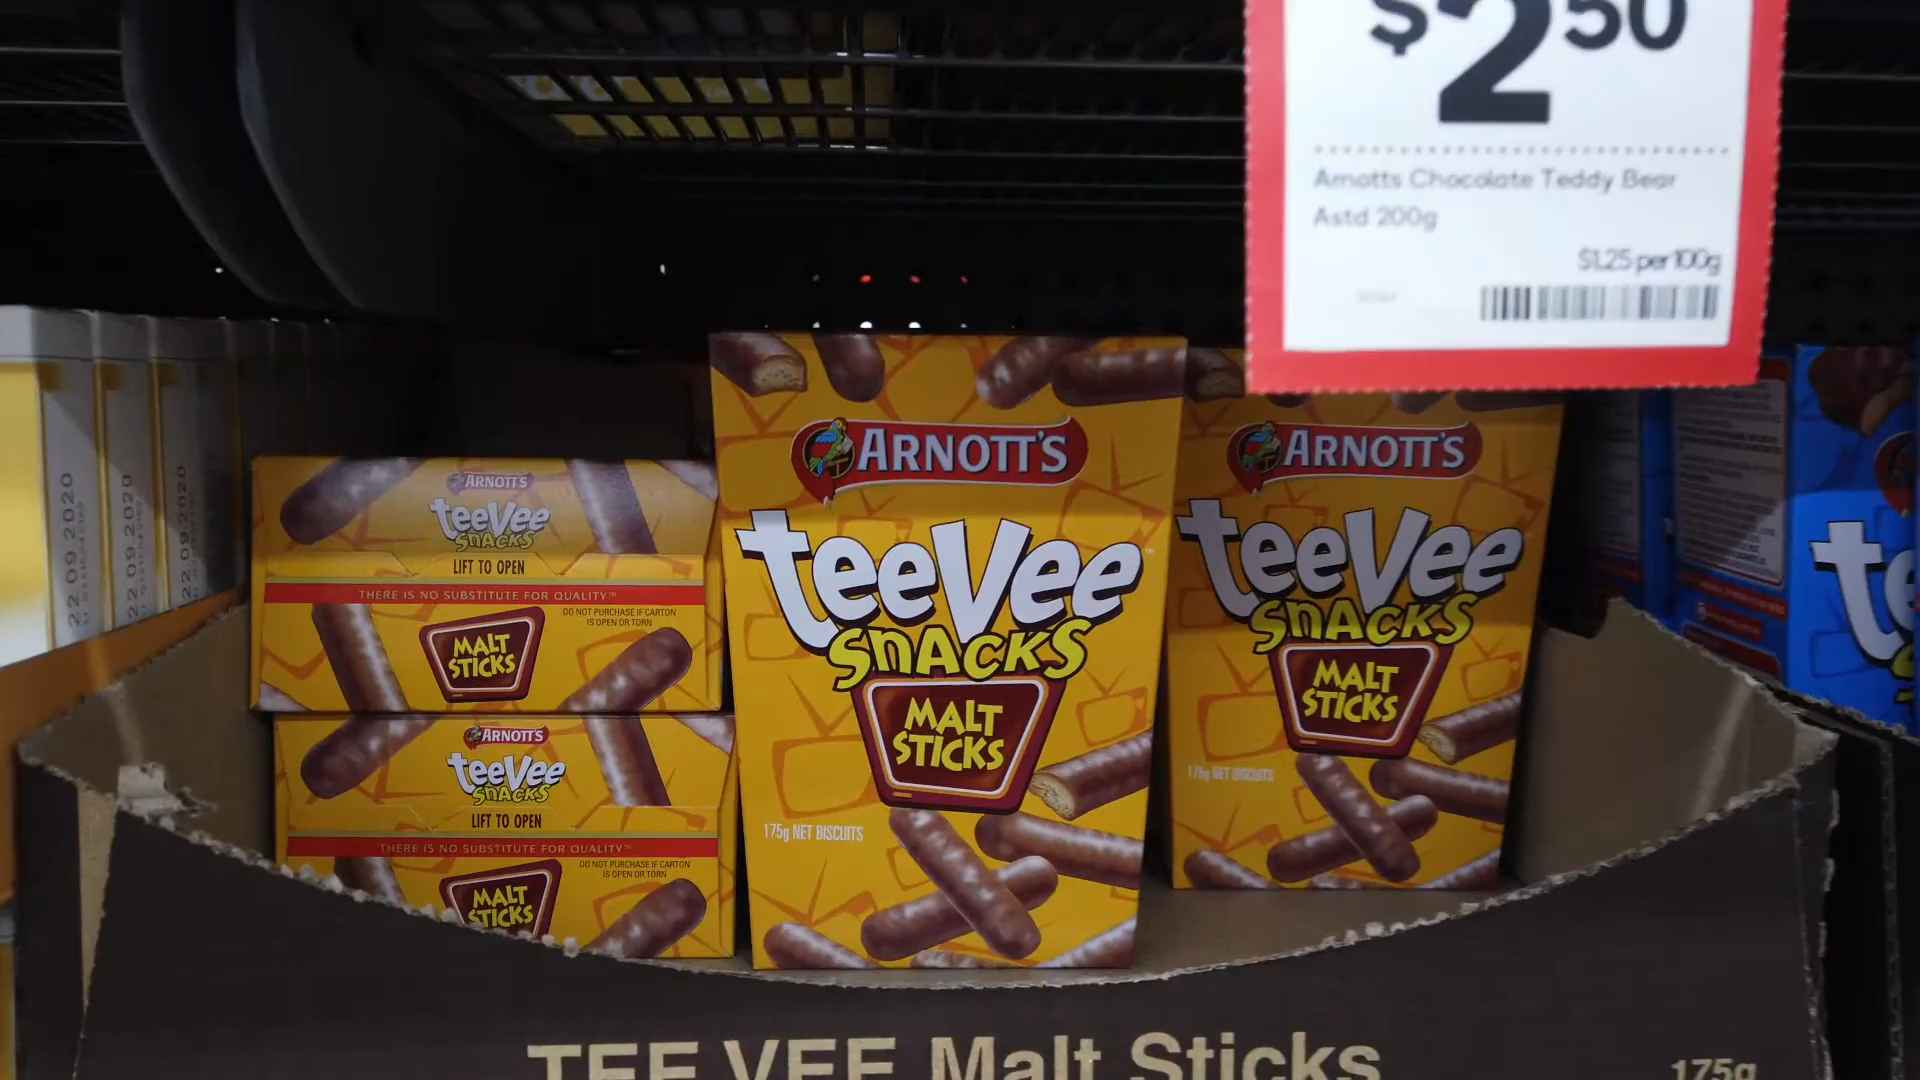 $2.50
Arnotts Chocolate Teddy Bear
Astd 200g
$1.25 per 100g
22 09 2020
22 09 2020
22 09 2020
ARNOTT'S
teeVee
SNACKS
LIFT TO OPEN
THERE IS NO SUBSTITUTE FOR QUALITY™
DO NOT PURCHASE IF CARTON
IS OPEN OR TORN
MALT
STICKS
ARNOTT'S
teeVee
SNACKS
LIFT TO OPEN
THERE IS NO SUBSTITUTE FOR QUALITY™
DO NOT PURCHASE IF CARTON
IS OPEN OR TORN
MALT
STICKS
ARNOTT'S
teeVee™
SNACKS
MALT
STICKS
175g NET BISCUITS
ARNOTT'S
teeVee
SNACKS
MALT
STICKS
175g NET BISCUITS
te
TEE VEE Malt Sticks
175g